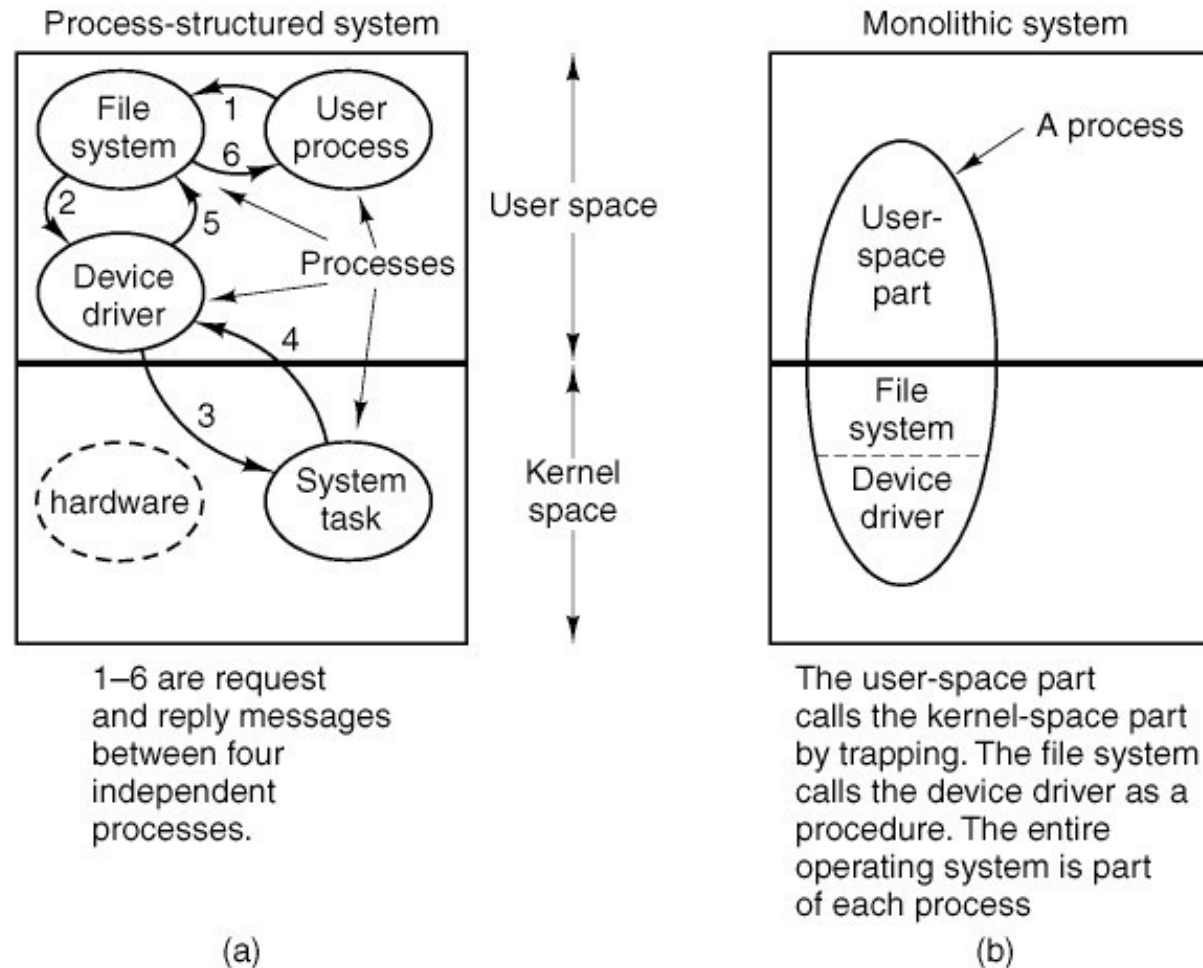 Process-structured system
Monolithic system
File
system
1
User
process
6
2
5
Device
driver
Processes
4
3
hardware
System
task
User space
Kernel
space
A process
User-
space
part
File
system
Device
driver
1–6 are request
and reply messages
between four
independent
processes.
The user-space part
calls the kernel-space part
by trapping. The file system
calls the device driver as a
procedure. The entire
operating system is part
of each process
(a)
(b)